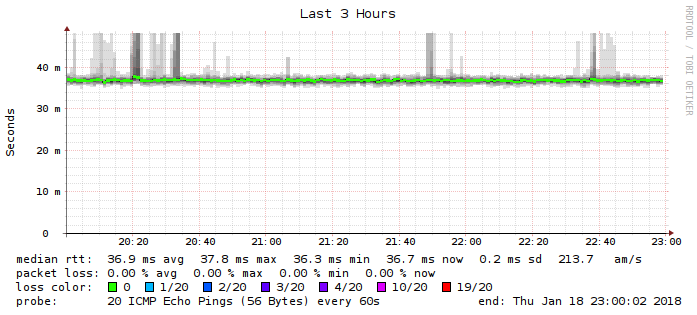 Last 3 Hours
RRDTOOL / TOBI OETIKER
Seconds
40 m
30 m
20 m
10 m
0
20:20 20:40 21:00 21:20 21:40 22:00 22:20 22:40 23:00
median rtt: 36.9 ms avg 37.8 ms max 36.3 ms min 36.7 ms now 0.2 ms sd 213.7 am/s
packet loss: 0.00 % avg 0.00 % max 0.00 % min 0.00 % now
loss color: 0 1/20 2/20 3/20 4/20 10/20 19/20
probe: 20 ICMP Echo Pings (56 Bytes) every 60s end: Thu Jan 18 23:00:02 2018